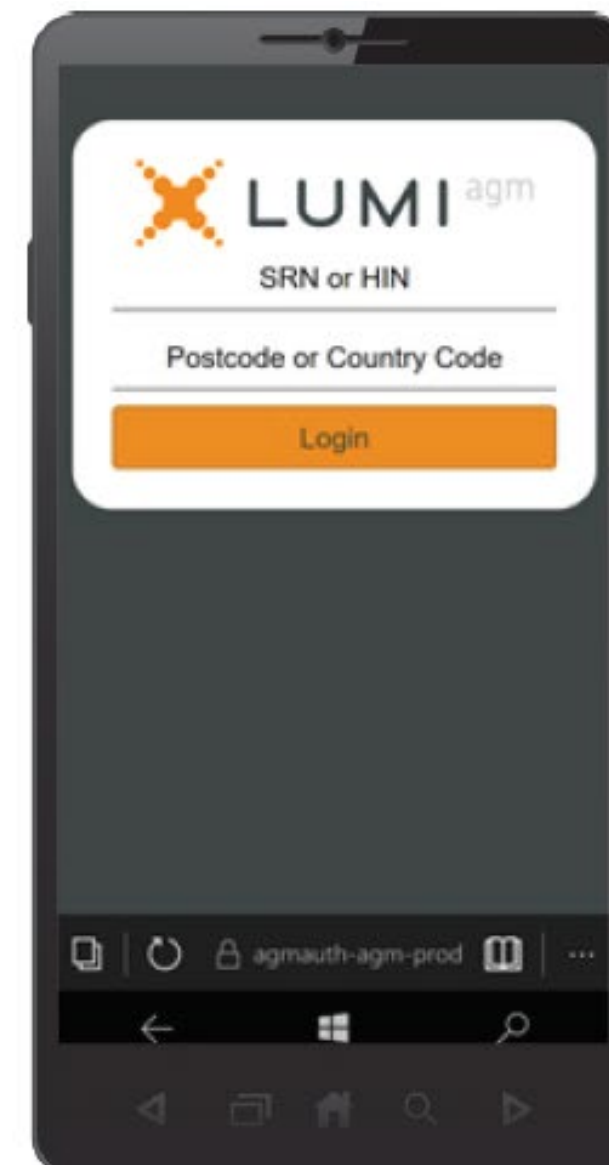 LUMI agm
SRN or HIN
Postcode or Country Code
Login
agmauth-agm-prod